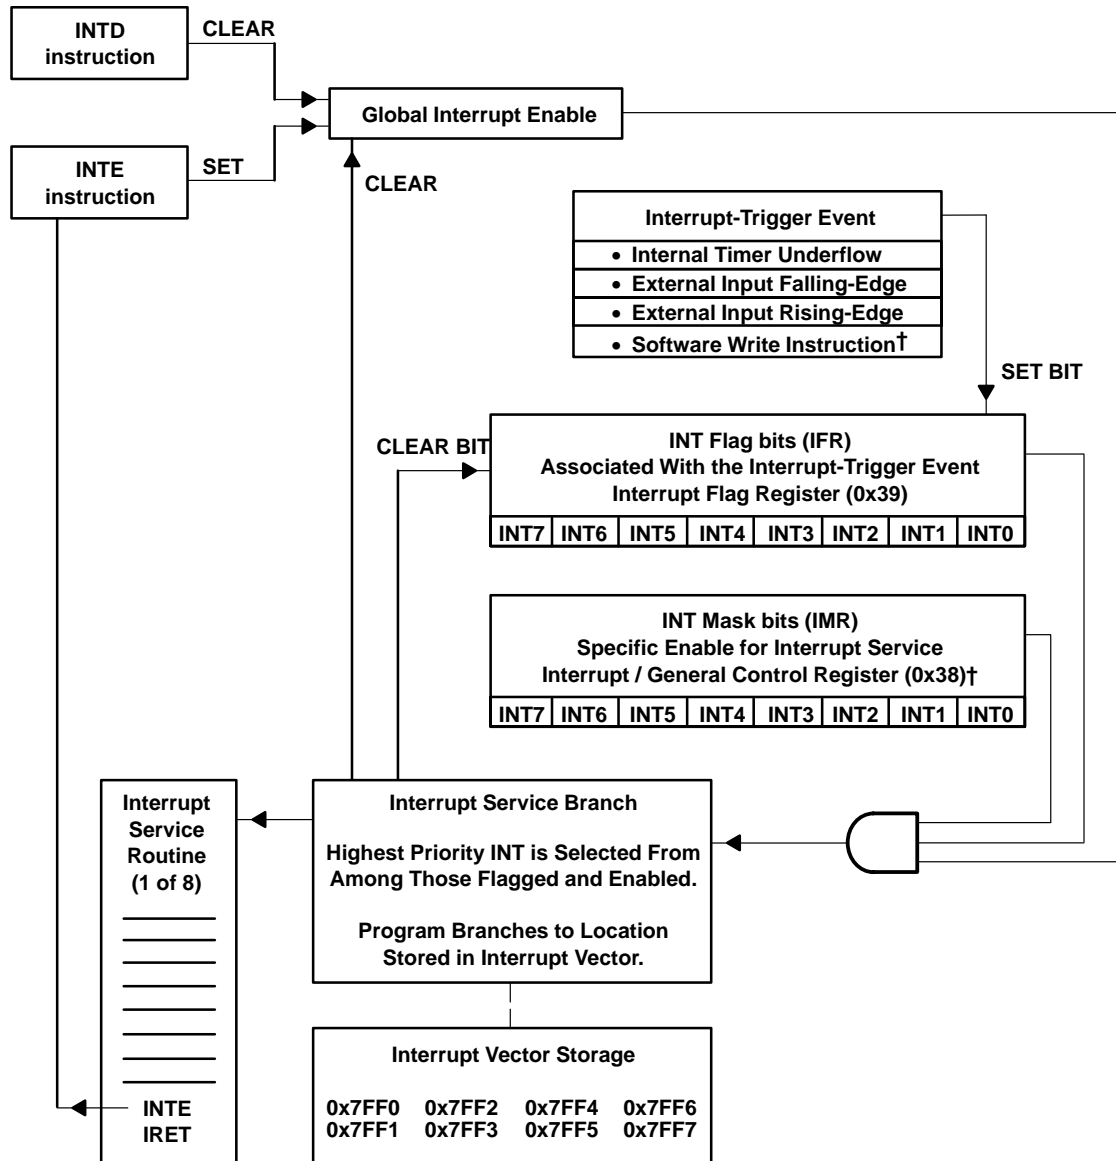 INTD
instruction
CLEAR
Global Interrupt Enable
INTE
instruction
SET
CLEAR
Interrupt-Trigger Event
• Internal Timer Underflow
• External Input Falling-Edge
• External Input Rising-Edge
• Software Write Instruction†
SET BIT
CLEAR BIT
INT Flag bits (IFR)
Associated With the Interrupt-Trigger Event
Interrupt Flag Register (0x39)
INT7 INT6 INT5 INT4 INT3 INT2 INT1 INT0
INT Mask bits (IMR)
Specific Enable for Interrupt Service
Interrupt / General Control Register (0x38)†
INT7 INT6 INT5 INT4 INT3 INT2 INT1 INT0
Interrupt
Service
Routine
(1 of 8)
INTE
IRET
Interrupt Service Branch
Highest Priority INT is Selected From
Among Those Flagged and Enabled.
Program Branches to Location
Stored in Interrupt Vector.
Interrupt Vector Storage
0x7FF0 0x7FF2 0x7FF4 0x7FF6
0x7FF1 0x7FF3 0x7FF5 0x7FF7